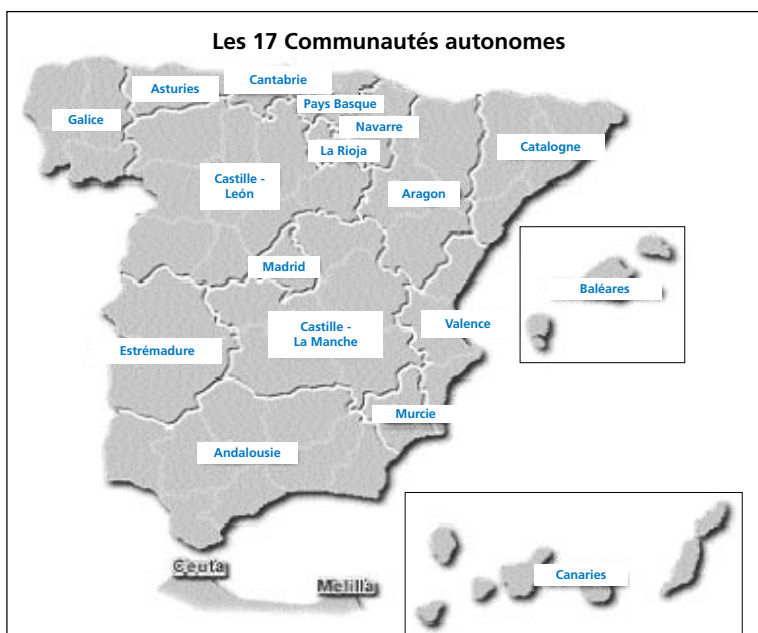 Les 17 Communautés autonomes
Cantabrie
Asturies
Pays Basque
Galice
Navarre
La Rioja
Catalogne
Castille -
León
Aragon
Madrid
Baléares
Castille -
La Manche
Valence
Estrémadure
Murcie
Andalousie
Ceuta
Melilla
Canaries